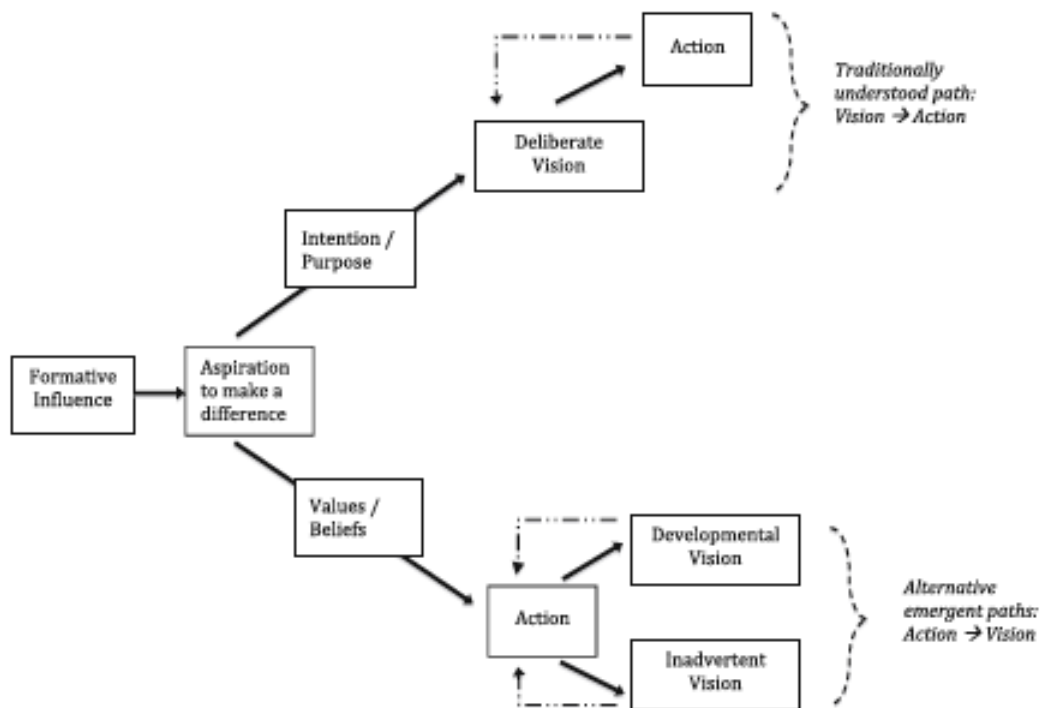 Action
Traditionally
understood path:
Vision → Action
Deliberate
Vision
Intention /
Purpose
Formative
Influence
Aspiration
to make a
difference
Values /
Beliefs
Developmental
Vision
Action
Alternative
emergent paths:
Action → Vision
Inadvertent
Vision